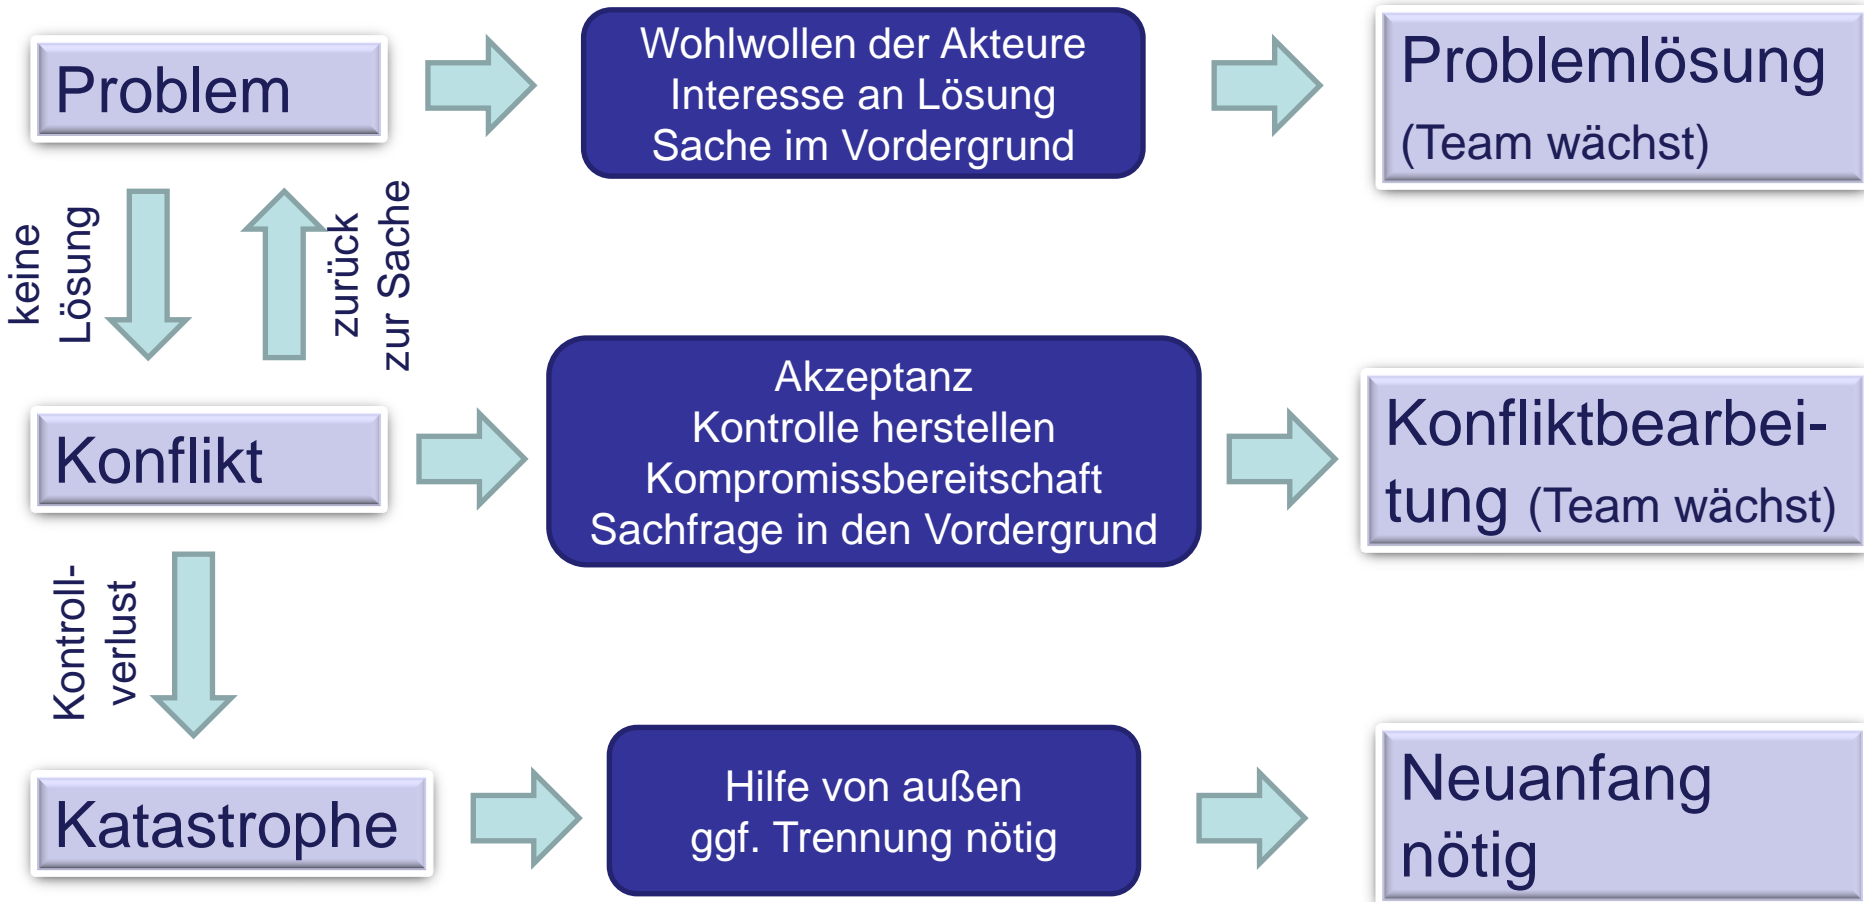 Problem
Wohlwollen der Akteure
Interesse an Lösung
Sache im Vordergrund
Problemlösung
(Team wächst)
keine
Lösung
zurück
zur Sache
Konflikt
Akzeptanz
Kontrolle herstellen
Kompromissbereitschaft
Sachfrage in den Vordergrund
Konfliktbearbei-
tung (Team wächst)
Kontroll-
verlust
Katastrophe
Hilfe von außen
ggf. Trennung nötig
Neuanfang
nötig